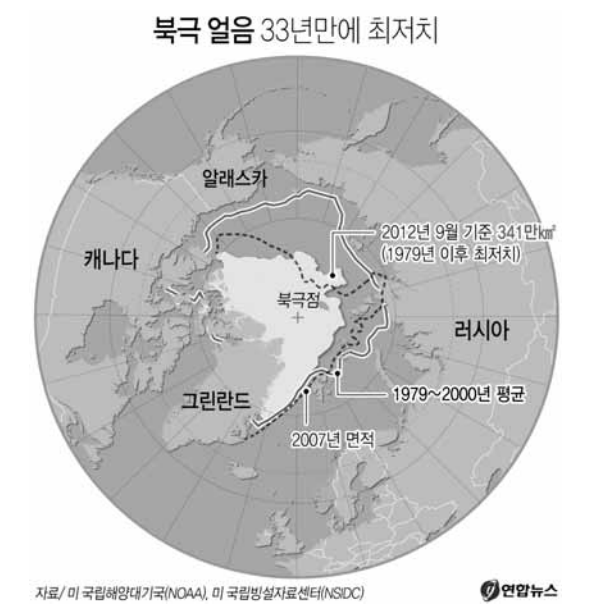 북극 얼음 33년만에 최저치
알래스카
2012년 9월 기준 341만㎢
(1979년 이후 최저치)
캐나다
북극점
러시아
그린란드
1979~2000년 평균
2007년 면적
자료/ 미 국립해양대기국(NOAA), 미 국립빙설자료센터(NSIDC)
연합뉴스